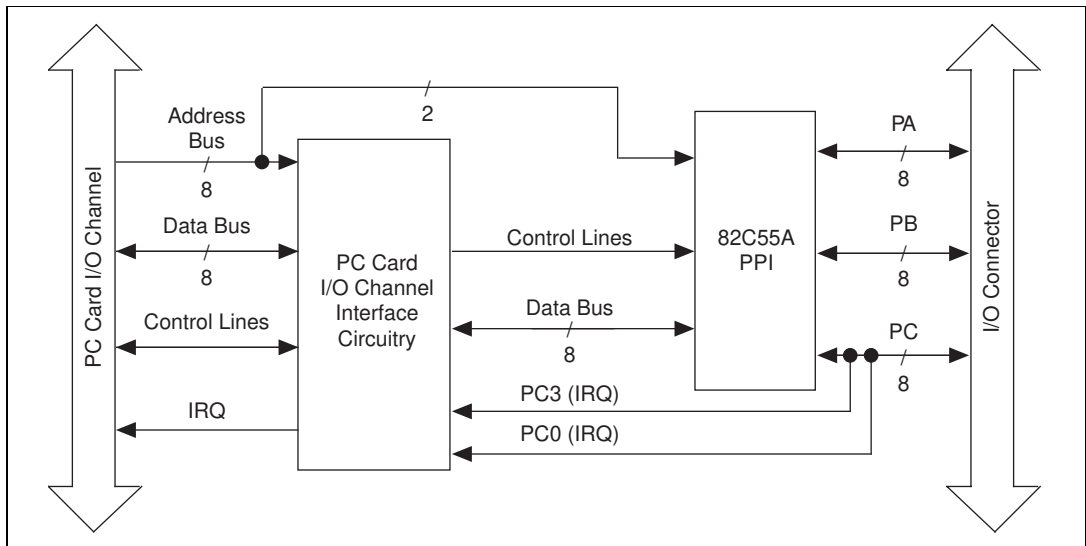 PC Card I/O Channel
Address
Bus
8
2
Data Bus
8
Control Lines
IRQ
PC Card
I/O Channel
Interface
Circuitry
Control Lines
Data Bus
8
PC3 (IRQ)
PC0 (IRQ)
82C55A
PPI
PA
8
PB
8
PC
8
I/O Connector